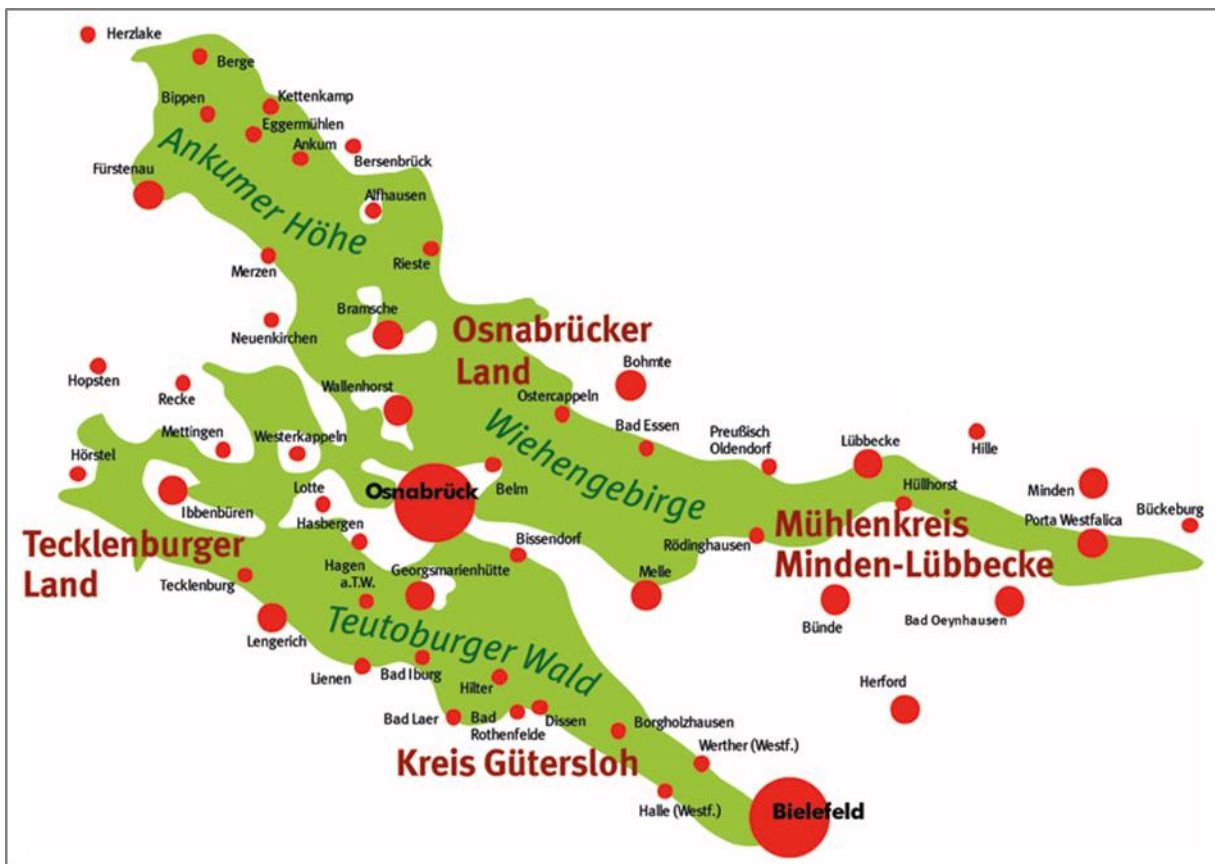 Herzlake
Berge
Bippen
Kettenkamp
Eggermühlen
Ankum
Bersenbrück
Fürstenau
Alfhausen
Ankumer Höhe
Merzen
Rieste
Bramsche
Neuenkirchen
Osnabrücker
Land
Hopsten
Recke
Wallenhorst
Bohmte
Ostercappeln
Mettingen
Westerkappeln
Wiehengebirge
Bad Essen
Preußisch
Oldendorf
Lübbecke
Hille
Hörstel
Ibbenbüren
Lotte
Osnabrück
Belm
Hüllhorst
Minden
Bückeburg
Hasbergen
Bissendorf
Rödinghausen
Mühlenkreis
Minden-Lübbecke
Porta Westfalica
Tecklenburger
Land
Tecklenburg
Hagen
a.T.W.
Georgsmarienhütte
Melle
Bünde
Bad Oeynhausen
Lengerich
Teutoburger Wald
Lienen
Bad Iburg
Hilter
Herford
Bad Laer
Bad
Rothenfelde
Dissen
Borgholzhausen
Werther (Westf.)
Kreis Gütersloh
Halle (Westf.)
Bielefeld